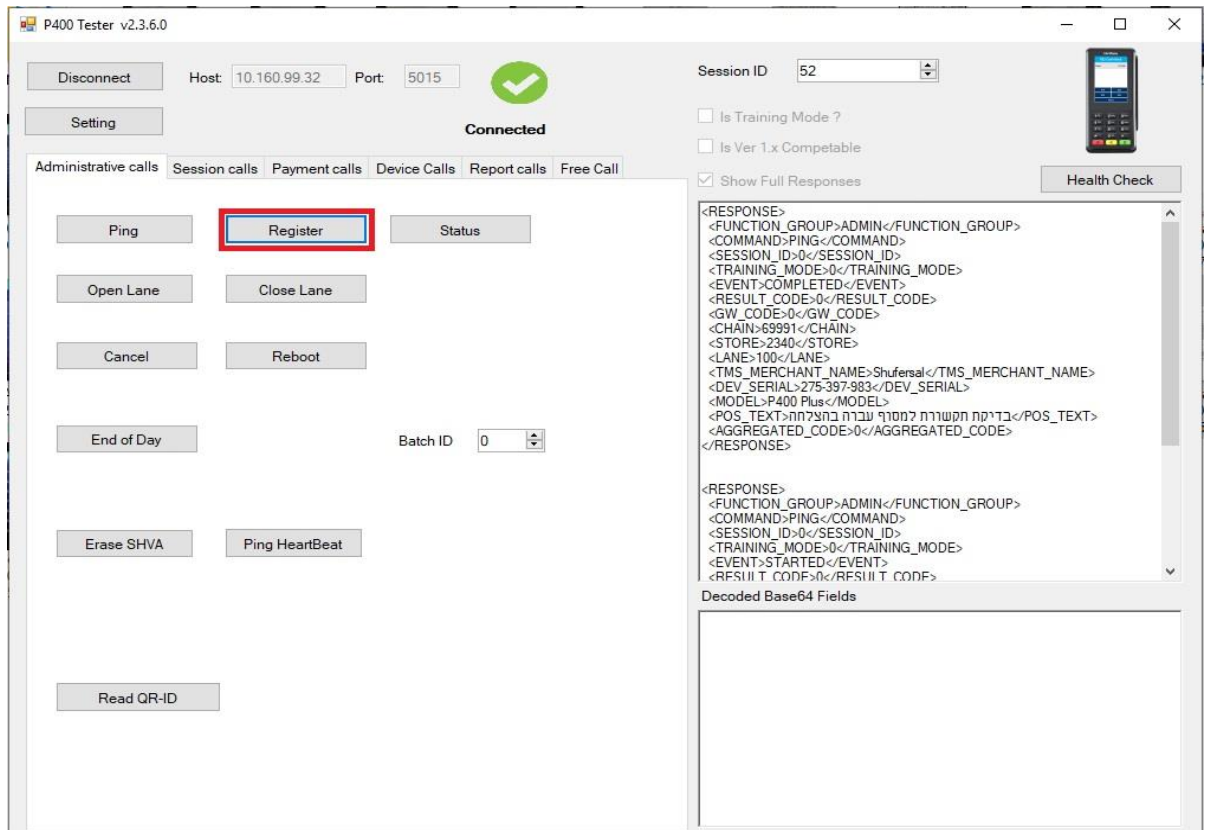 P400 Tester v2.3.6.0
Disconnect
Host: 10.160.99.32 Port: 5015
Setting
Connected
Session ID 52
Is Training Mode ?
Is Ver 1.x Competable
Show Full Responses
Health Check
Administrative calls Session calls Payment calls Device Calls Report calls Free Call
Ping Register Status
Open Lane Close Lane
Cancel Reboot
End of Day Batch ID 0
Erase SHVA Ping HeartBeat
Read QR-ID
<RESPONSE>
<FUNCTION_GROUP>ADMIN</FUNCTION_GROUP>
<COMMAND>PING</COMMAND>
<SESSION_ID>0</SESSION_ID>
<TRAINING_MODE>0</TRAINING_MODE>
<EVENT>COMPLETED</EVENT>
<RESULT_CODE>0</RESULT_CODE>
<GW_CODE>0</GW_CODE>
<CHAIN>69991</CHAIN>
<STORE>2340</STORE>
<LANE>100</LANE>
<TMS_MERCHANT_NAME>Shufersal</TMS_MERCHANT_NAME>
<DEV_SERIAL>275-397-983</DEV_SERIAL>
<MODEL>P400 Plus</MODEL>
<POS_TEXT>בדיקת תקשורת למסוף עברה בהצלחה</POS_TEXT>
<AGGREGATED_CODE>0</AGGREGATED_CODE>
</RESPONSE>
<RESPONSE>
<FUNCTION_GROUP>ADMIN</FUNCTION_GROUP>
<COMMAND>PING</COMMAND>
<SESSION_ID>0</SESSION_ID>
<TRAINING_MODE>0</TRAINING_MODE>
<EVENT>STARTED</EVENT>
<RESULT_CODE>0</RESULT_CODE>
Decoded Base64 Fields